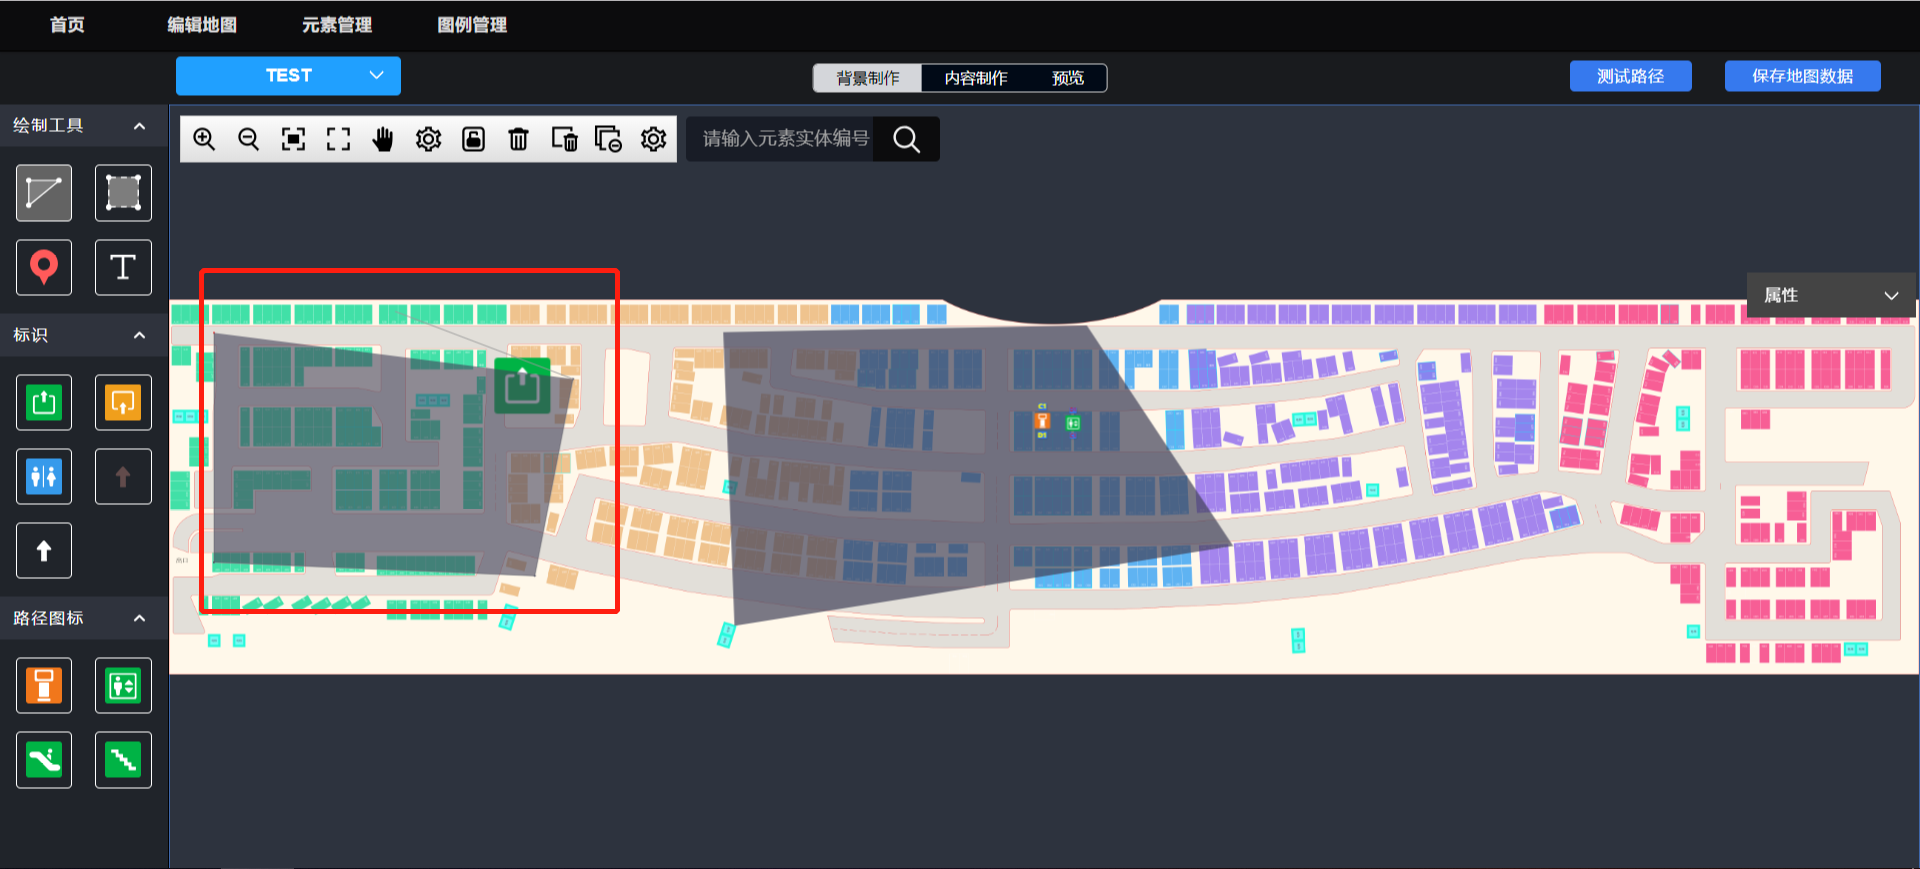 首页 编辑地图 元素管理 图例管理
TEST 背景制作 内容制作 预览 测试路径 保存地图数据
绘制工具
请输入元素实体编号
T
属性
标识
C1
D1
路径图标